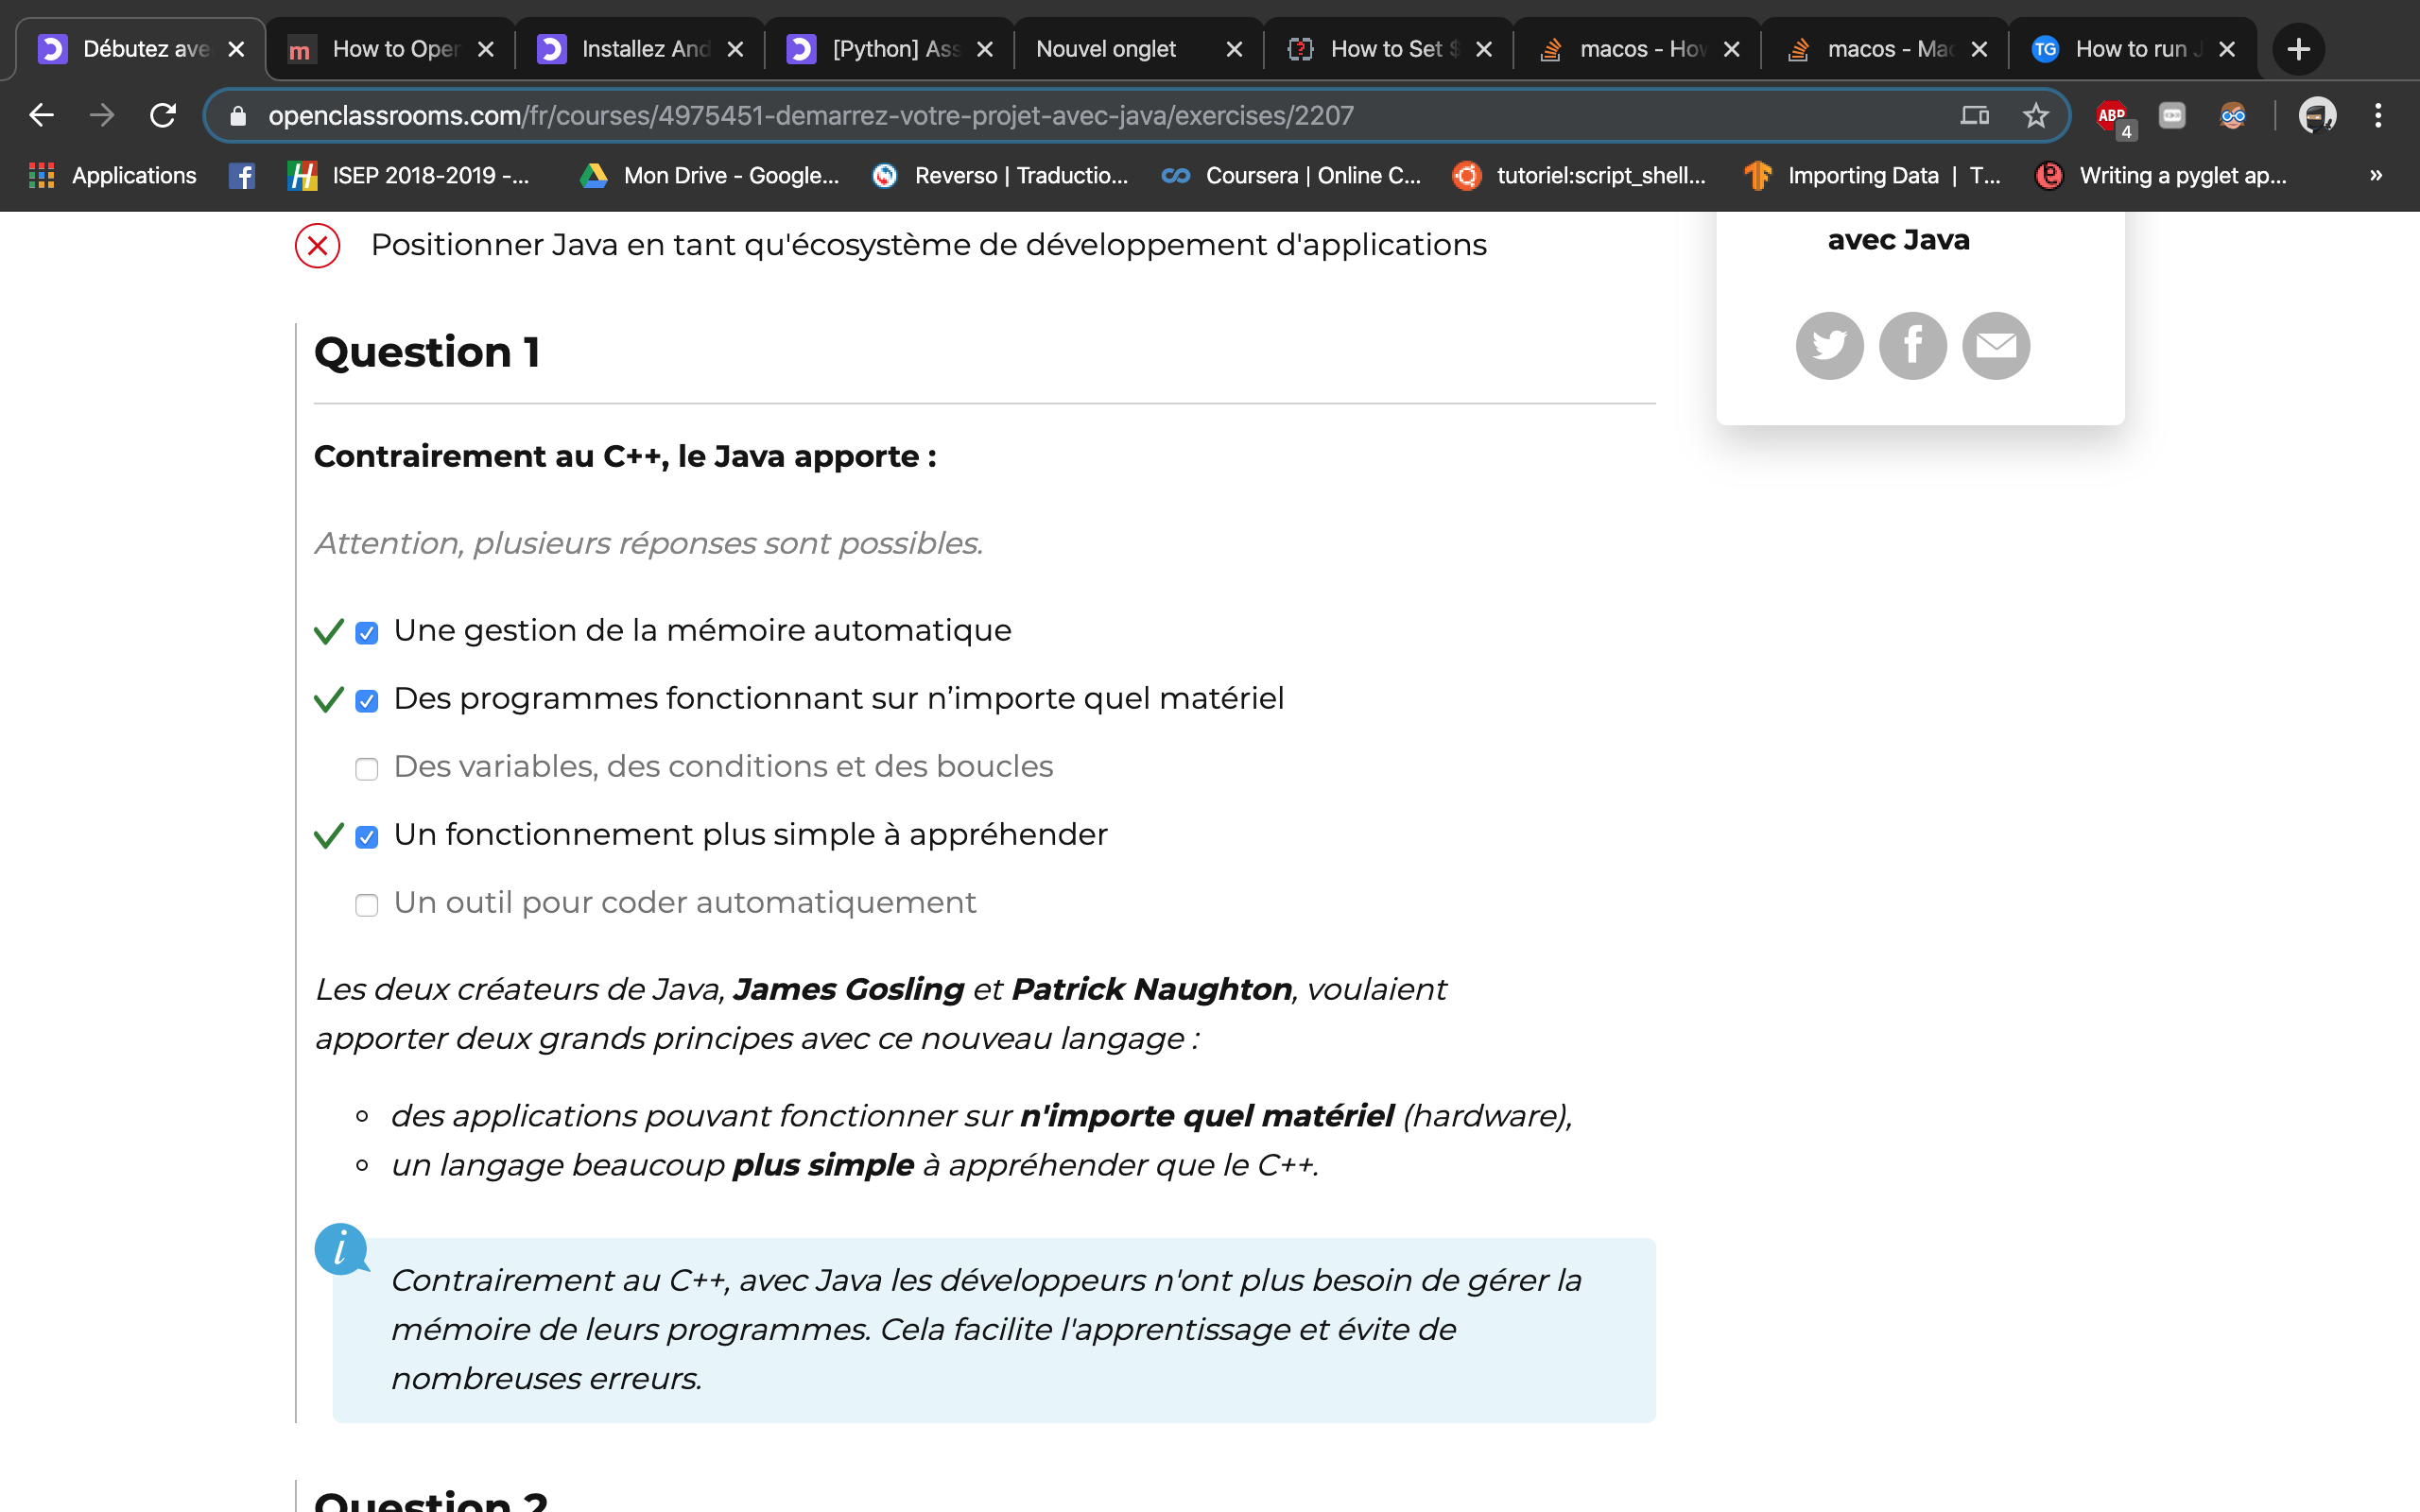 Débutez ave
How to Oper
Installez And
[Python] Ass
Nouvel onglet
How to Set $
macos - How
macos - Mac
TG
How to run J
openclassrooms.com/fr/courses/4975451-demarrez-votre-projet-avec-java/exercises/2207
ABP
4
Applications
ISEP 2018-2019 -...
Mon Drive - Google...
Reverso | Traductio...
Coursera | Online C...
tutoriel:script_shell...
Importing Data | T...
Writing a pyglet ap...
»
Positionner Java en tant qu'écosystème de développement d'applications
avec Java
Question 1
Contrairement au C++, le Java apporte :
Attention, plusieurs réponses sont possibles.
Une gestion de la mémoire automatique
Des programmes fonctionnant sur n’importe quel matériel
Des variables, des conditions et des boucles
Un fonctionnement plus simple à appréhender
Un outil pour coder automatiquement
Les deux créateurs de Java, James Gosling et Patrick Naughton, voulaient
apporter deux grands principes avec ce nouveau langage :
des applications pouvant fonctionner sur n'importe quel matériel (hardware),
un langage beaucoup plus simple à appréhender que le C++.
Contrairement au C++, avec Java les développeurs n'ont plus besoin de gérer la
mémoire de leurs programmes. Cela facilite l'apprentissage et évite de
nombreuses erreurs.
Question 2